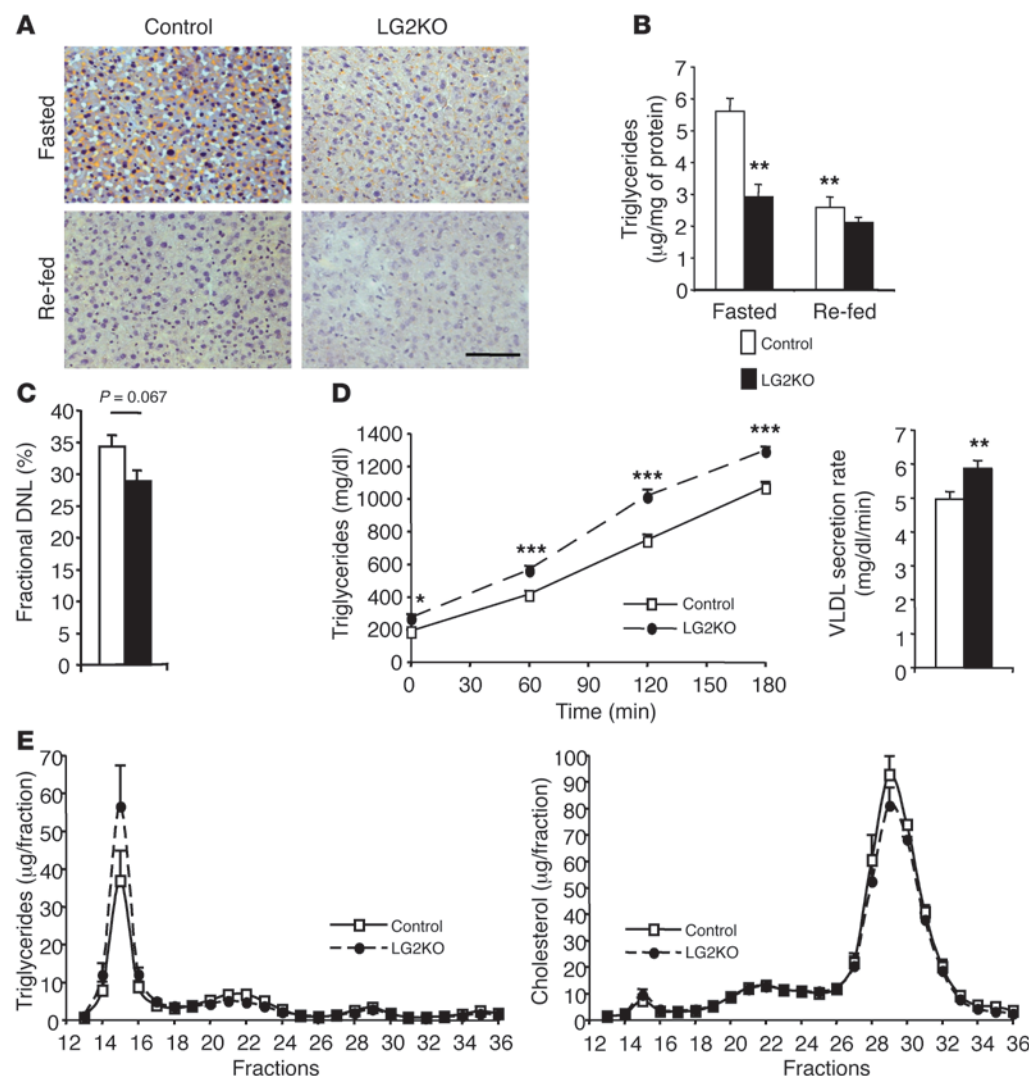 A
Control
LG2KO
Fasted
Re-fed
B
Triglycerides
(μg/mg of protein)
7
6
5
4
3
2
1
0
**
**
Fasted
Re-fed
Control
LG2KO
C
P = 0.067
Fractional DNL (%)
40
35
30
25
20
15
10
5
0
D
Triglycerides (mg/dl)
1400
1200
1000
800
600
400
200
0
*
***
***
***
Control
LG2KO
0 30 60 90 120 150 180
Time (min)
VLDL secretion rate
(mg/dl/min)
7
6
5
4
3
2
1
0
**
E
Triglycerides (μg/fraction)
70
60
50
40
30
20
10
0
Control
LG2KO
12 14 16 18 20 22 24 26 28 30 32 34 36
Fractions
Cholesterol (μg/fraction)
100
90
80
70
60
50
40
30
20
10
0
Control
LG2KO
12 14 16 18 20 22 24 26 28 30 32 34 36
Fractions